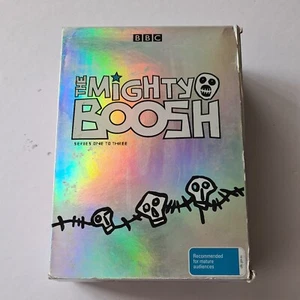 BBC
THE
MiGHTY
BOOSH
SERIES ONE TO THREE
Recommended
for mature
audiences